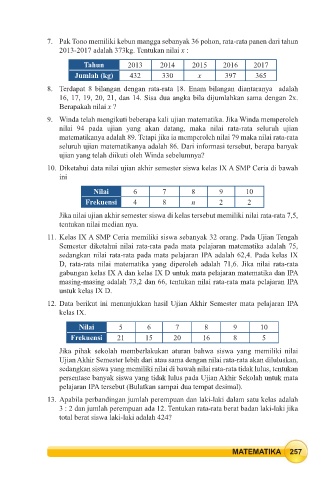 7. Pak Tono memiliki kebun mangga sebanyak 36 pohon, rata-rata panen dari tahun
2013-2017 adalah 373kg. Tentukan nilai x :
Tahun 2013 2014 2015 2016 2017
Jumlah (kg) 432 330 x 397 365
8. Terdapat 8 bilangan dengan rata-rata 18. Enam bilangan diantaranya adalah
16, 17, 19, 20, 21, dan 14. Sisa dua angka bila dijumlahkan sama dengan 2x.
Berapakah nilai x ?
9. Winda telah mengikuti beberapa kali ujian matematika. Jika Winda memperoleh
nilai 94 pada ujian yang akan datang, maka nilai rata-rata seluruh ujian
matematikanya adalah 89. Tetapi jika ia memperoleh nilai 79 maka nilai rata-rata
seluruh ujian matematikanya adalah 86. Dari informasi tersebut, berapa banyak
ujian yang telah diikuti oleh Winda sebelumnya?
10. Diketahui data nilai ujian akhir semester siswa kelas IX A SMP Ceria di bawah
ini
Nilai 6 7 8 9 10
Frekuensi 4 8 n 2 2
Jika nilai ujian akhir semester siswa di kelas tersebut memiliki nilai rata-rata 7,5,
tentukan nilai median nya.
11. Kelas IX A SMP Ceria memiliki siswa sebanyak 32 orang. Pada Ujian Tengah
Semester diketahui nilai rata-rata pada mata pelajaran matematika adalah 75,
sedangkan nilai rata-rata pada mata pelajaran IPA adalah 62,4. Pada kelas IX
D, rata-rata nilai matematika yang diperoleh adalah 71,6. Jika nilai rata-rata
gabungan kelas IX A dan kelas IX D untuk mata pelajaran matematika dan IPA
masing-masing adalah 73,2 dan 66, tentukan nilai rata-rata mata pelajaran IPA
untuk kelas IX D.
12. Data berikut ini menunjukkan hasil Ujian Akhir Semester mata pelajaran IPA
kelas IX.
Nilai 5 6 7 8 9 10
Frekuensi 21 15 20 16 8 5
Jika pihak sekolah memberlakukan aturan bahwa siswa yang memiliki nilai
Ujian Akhir Semester lebih dari atau sama dengan nilai rata-rata akan diluluskan,
sedangkan siswa yang memiliki nilai di bawah nilai rata-rata tidak lulus, tentukan
persentase banyak siswa yang tidak lulus pada Ujian Akhir Sekolah untuk mata
pelajaran IPA tersebut (Bulatkan sampai dua tempat desimal).
13. Apabila perbandingan jumlah perempuan dan laki-laki dalam satu kelas adalah
3 : 2 dan jumlah perempuan ada 12. Tentukan rata-rata berat badan laki-laki jika
total berat siswa laki-laki adalah 424?
MATEMATIKA 257